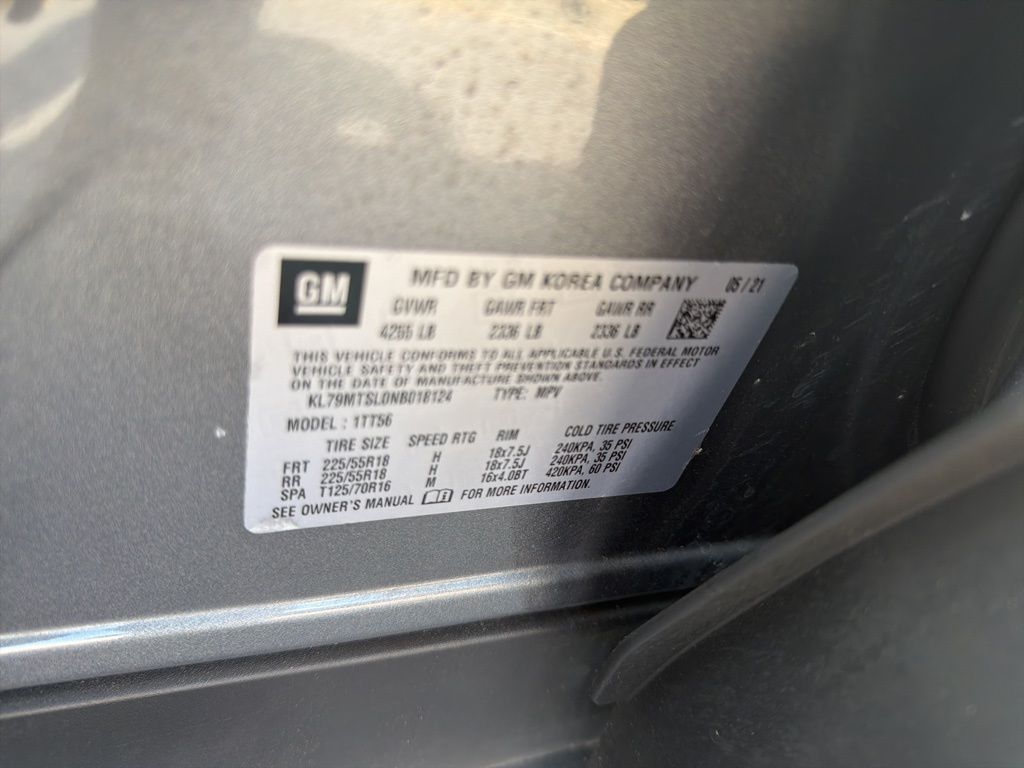 GM
MFD BY GM KOREA COMPANY 05/21
GVWR GAWR FRT GAWR RR
4255 LB 2336 LB 2336 LB
THIS VEHICLE CONFORMS TO ALL APPLICABLE U.S. FEDERAL MOTOR
VEHICLE SAFETY AND THEFT PREVENTION STANDARDS IN EFFECT
ON THE DATE OF MANUFACTURE SHOWN ABOVE.
KL79MTSL0NB018124 TYPE: MPV
MODEL : 1TT56
TIRE SIZE SPEED RTG RIM COLD TIRE PRESSURE
FRT 225/55R18 H 18x7.5J 240KPA, 35 PSI
RR 225/55R18 H 18x7.5J 240KPA, 35 PSI
SPA T125/70R16 M 16x4.0BT 420KPA, 60 PSI
SEE OWNER'S MANUAL FOR MORE INFORMATION.